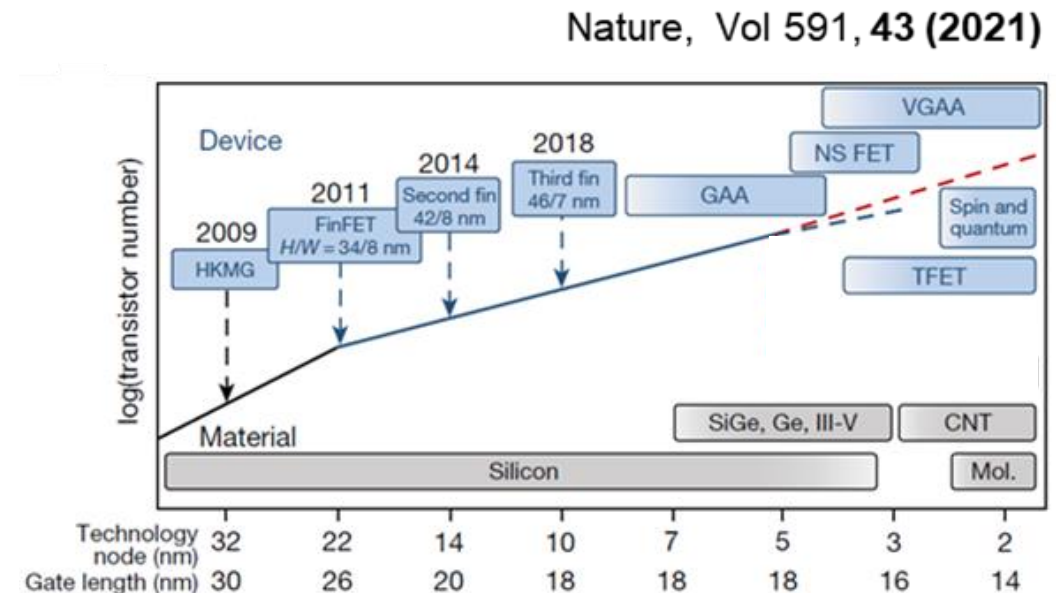 Nature, Vol 591, 43 (2021)
log(transistor number)
Device
2009
HKMG
2011
FinFET
H/W = 34/8 nm
2014
Second fin
42/8 nm
2018
Third fin
46/7 nm
GAA
NS FET
VGAA
Spin and
quantum
TFET
Material
SiGe, Ge, III-V
CNT
Silicon
Mol.
Technology
node (nm) 32 22 14 10 7 5 3 2
Gate length (nm) 30 26 20 18 18 18 16 14